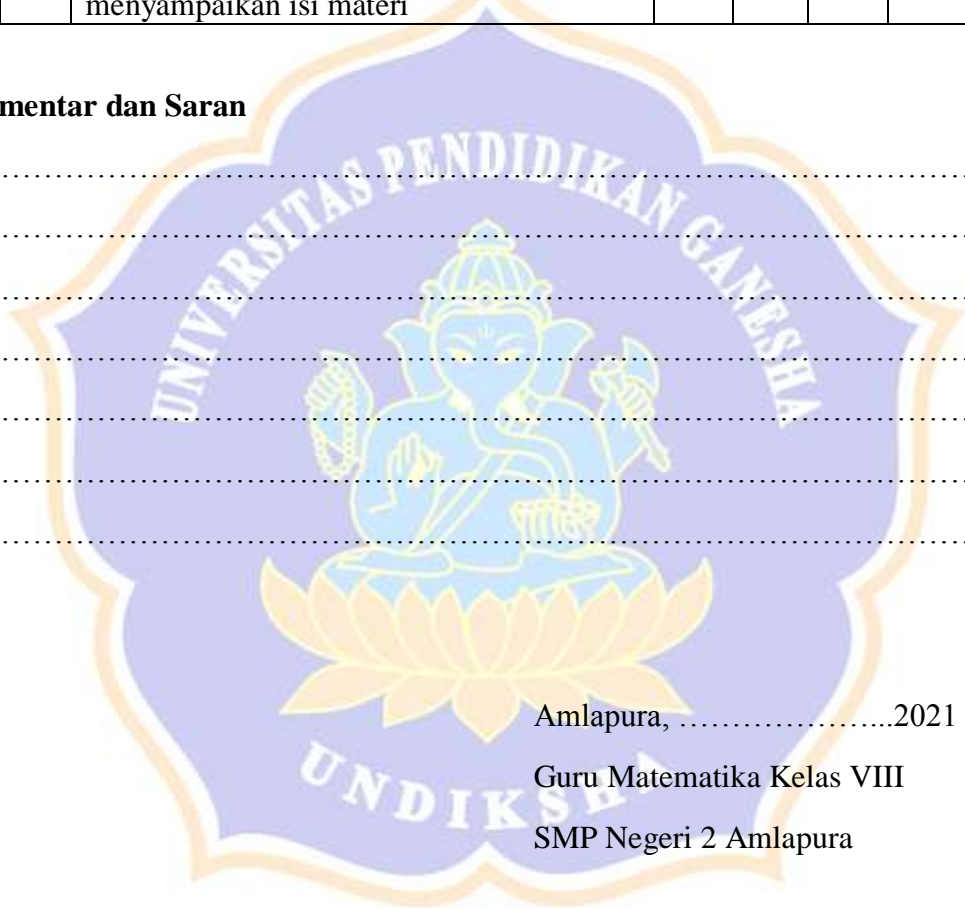 menyampaikan isi materi
mentar dan Saran
……………………………………………………………………………
……………………………………………………………………………
……………………………………………………………………………
……………………………………………………………………………
……………………………………………………………………………
……………………………………………………………………………
……………………………………………………………………………
UNIVERSITAS PENDIDIKAN GANESHA
UNDIKSHA
Amlapura, ………………...2021
Guru Matematika Kelas VIII
SMP Negeri 2 Amlapura